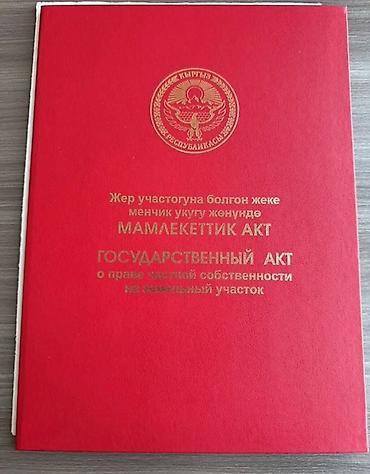 КЫРГЫЗ
РЕСПУБЛИКАСЫ
Жер участогуна болгон жеке
менчик укугу жөнүндө
МАМЛЕКЕТТИК АКТ
ГОСУДАРСТВЕННЫЙ АКТ
о праве частной собственности
на земельный участок